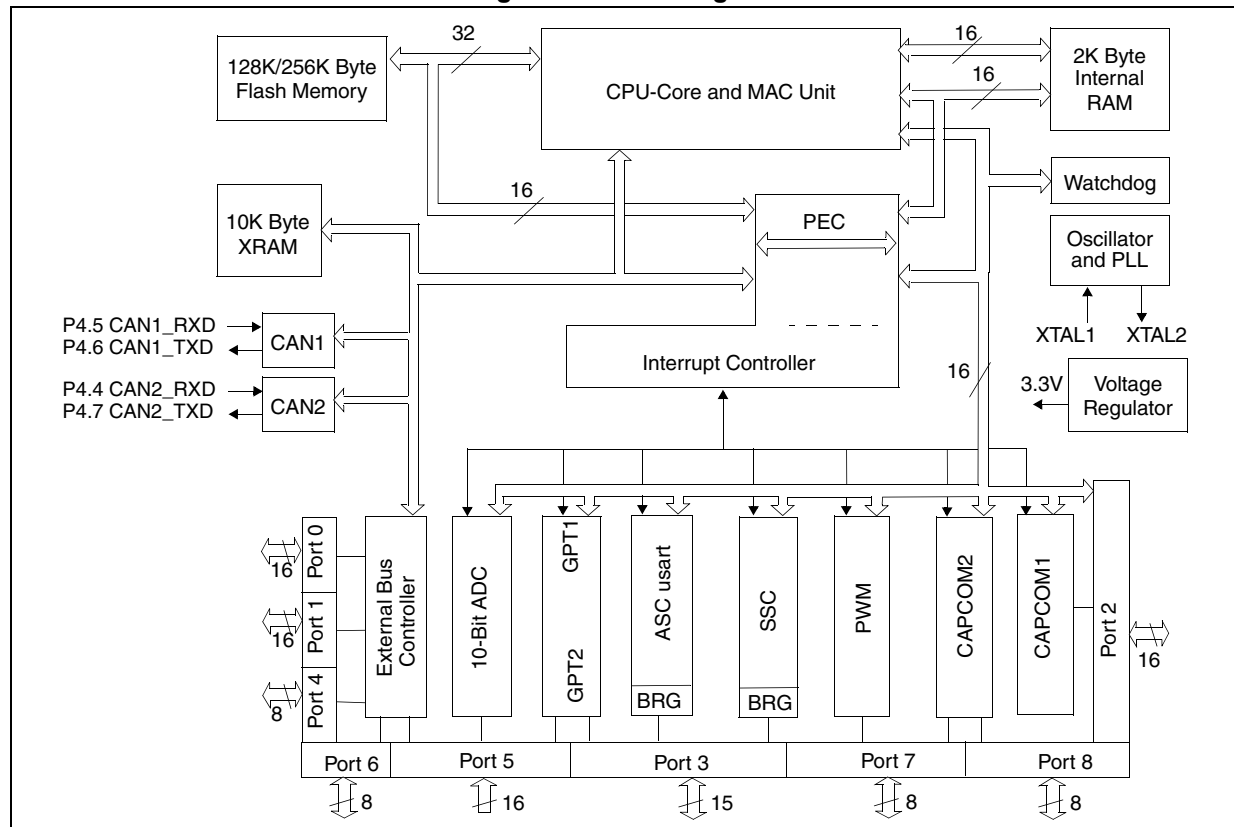 32
16
128K/256K Byte
Flash Memory
CPU-Core and MAC Unit
16
2K Byte
Internal
RAM
16
10K Byte
XRAM
PEC
Watchdog
Oscillator
and PLL
XTAL1
XTAL2
P4.5 CAN1_RXD
P4.6 CAN1_TXD
CAN1
P4.4 CAN2_RXD
P4.7 CAN2_TXD
CAN2
Interrupt Controller
16
3.3V
Voltage
Regulator
Port 0
16
Port 1
16
Port 4
8
External Bus
Controller
10-Bit ADC
GPT1
GPT2
ASC usart
BRG
SSC
BRG
PWM
CAPCOM2
CAPCOM1
Port 2
16
Port 6
Port 5
Port 3
Port 7
Port 8
8
16
15
8
8